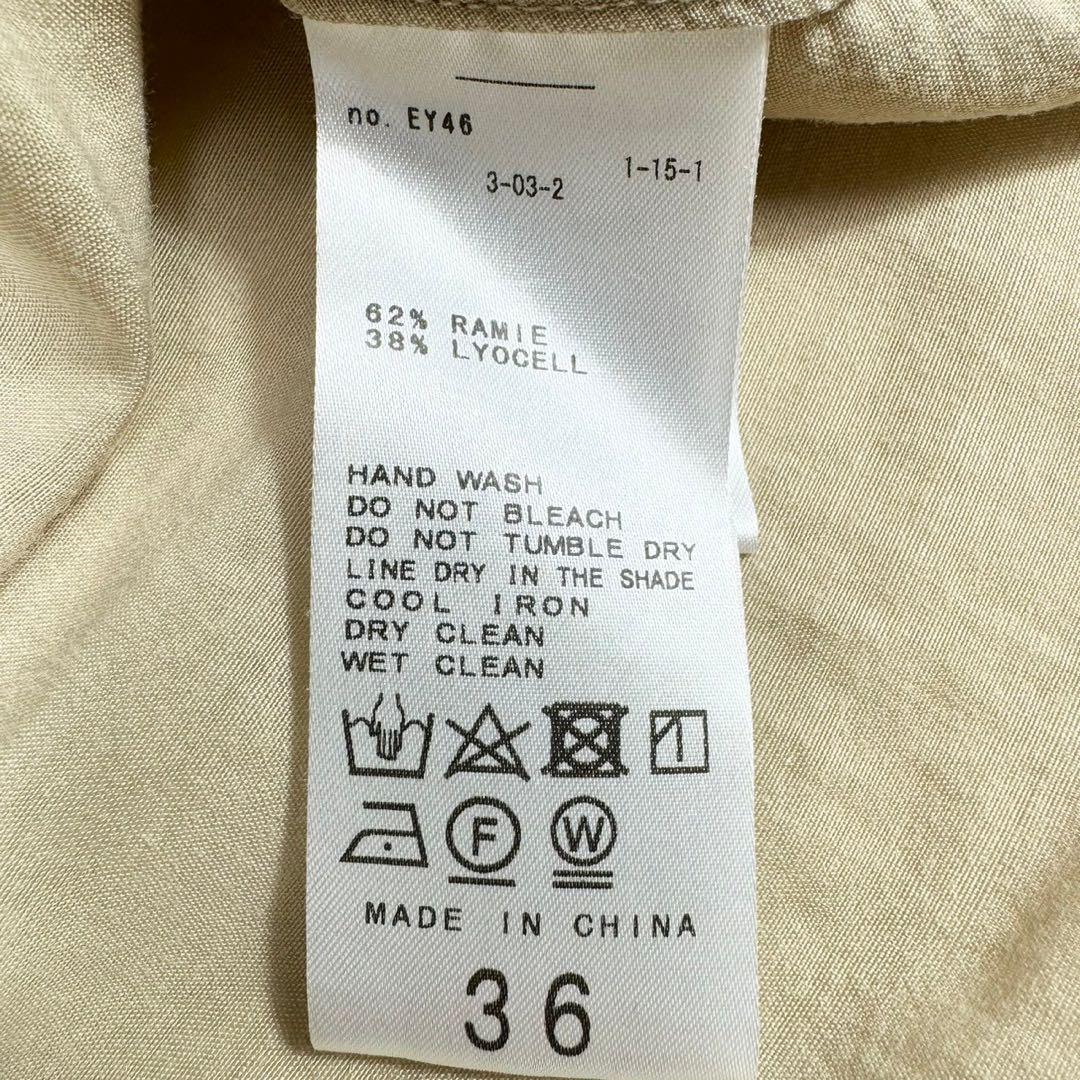 no. EY46
3-03-2 1-15-1
62% RAMIE
38% LYOCELL
HAND WASH
DO NOT BLEACH
DO NOT TUMBLE DRY
LINE DRY IN THE SHADE
COOL IRON
DRY CLEAN
WET CLEAN
F W
MADE IN CHINA
36